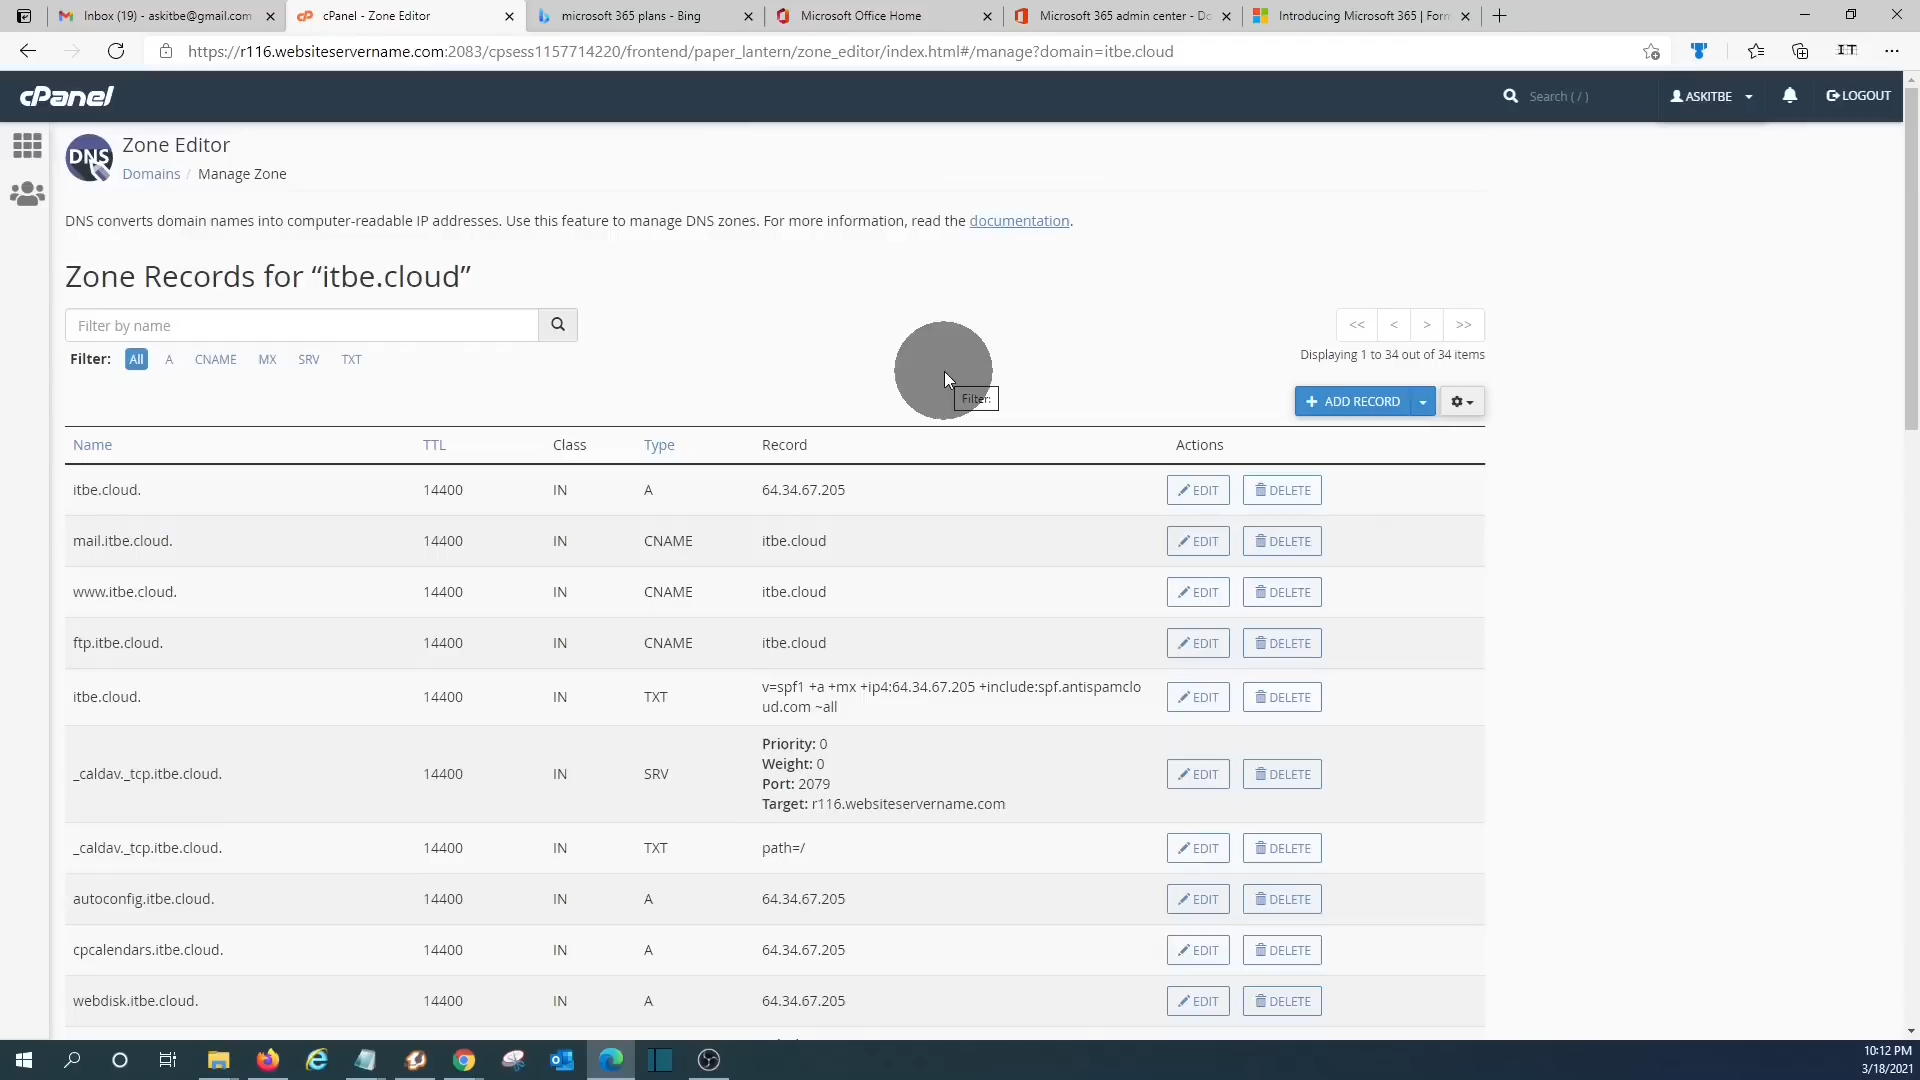 Inbox (19) - askitbe@gmail.com
cPanel - Zone Editor
microsoft 365 plans - Bing
Microsoft Office Home
Microsoft 365 admin center - Do
Introducing Microsoft 365 | Form
https://r116.websiteservername.com:2083/cpsess1157714220/frontend/paper_lantern/zone_editor/index.html#/manage?domain=itbe.cloud
cPanel
Search ( / )
ASKITBE
LOGOUT
DNS
Zone Editor
Domains / Manage Zone
DNS converts domain names into computer-readable IP addresses. Use this feature to manage DNS zones. For more information, read the documentation.
Zone Records for “itbe.cloud”
Filter by name
<< < > >>
Filter: All A CNAME MX SRV TXT
Displaying 1 to 34 out of 34 items
Filter:
+ ADD RECORD
Name TTL Class Type Record Actions
itbe.cloud. 14400 IN A 64.34.67.205 EDIT DELETE
mail.itbe.cloud. 14400 IN CNAME itbe.cloud EDIT DELETE
www.itbe.cloud. 14400 IN CNAME itbe.cloud EDIT DELETE
ftp.itbe.cloud. 14400 IN CNAME itbe.cloud EDIT DELETE
itbe.cloud. 14400 IN TXT v=spf1 +a +mx +ip4:64.34.67.205 +include:spf.antispamclo
ud.com ~all EDIT DELETE
_caldav._tcp.itbe.cloud. 14400 IN SRV Priority: 0
Weight: 0
Port: 2079
Target: r116.websiteservername.com EDIT DELETE
_caldav._tcp.itbe.cloud. 14400 IN TXT path=/ EDIT DELETE
autoconfig.itbe.cloud. 14400 IN A 64.34.67.205 EDIT DELETE
cpcalendars.itbe.cloud. 14400 IN A 64.34.67.205 EDIT DELETE
webdisk.itbe.cloud. 14400 IN A 64.34.67.205 EDIT DELETE
10:12 PM
3/18/2021